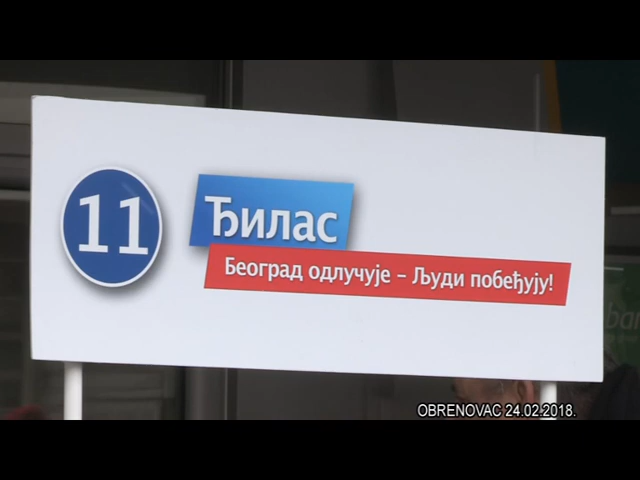 11
Ђилас
Београд одлучује – Људи побеђују!
OBRENOVAC 24.02.2018.